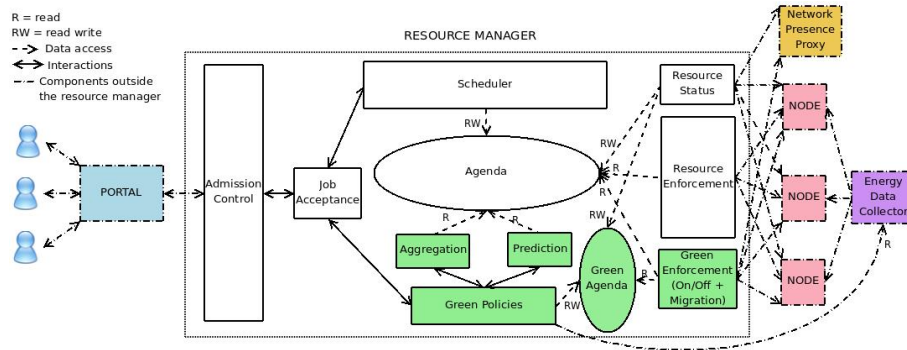 R = read
RW = read write
Data access
Interactions
Components outside
the resource manager
RESOURCE MANAGER
Network
Presence
Proxy
Scheduler
Resource
Status
NODE
RW
RW
R
Agenda
Resource
Enforcement
R
Admission
Control
Job
Acceptance
PORTAL
NODE
Energy
Data
Collector
R
R
RW
Aggregation
Prediction
Green
Agenda
R
Green
Enforcement
(On/Off +
Migration)
NODE
R
Green Policies
RW